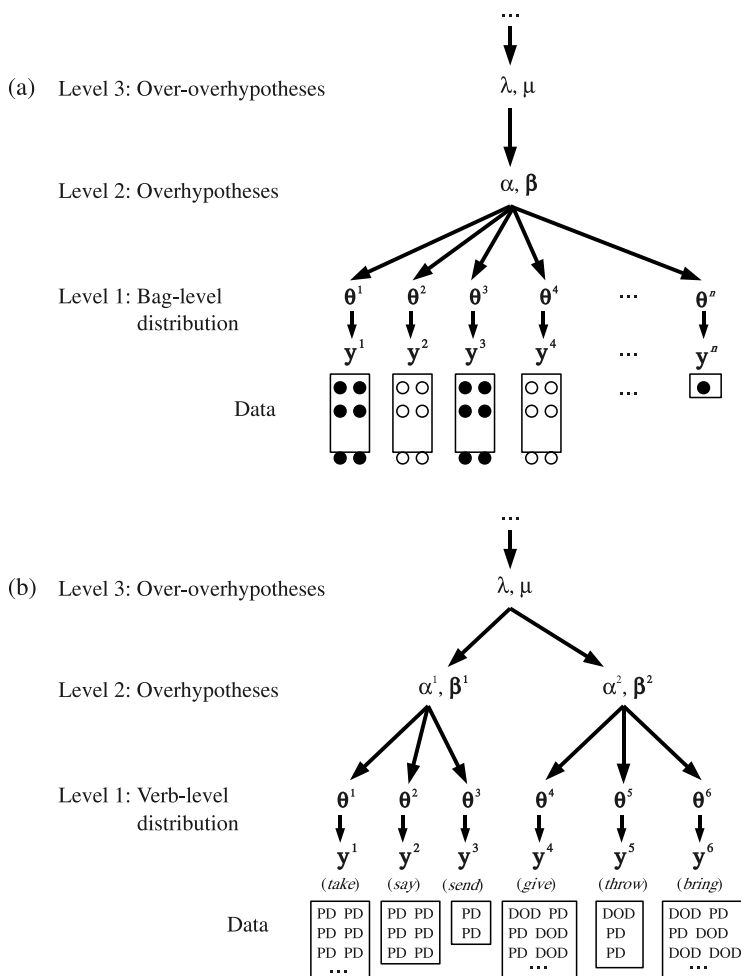 ...
(a) Level 3: Over-overhypotheses λ, μ
Level 2: Overhypotheses α, β
Level 1: Bag-level distribution θ¹ θ² θ³ θ⁴ ... θⁿ
y¹ y² y³ y⁴ ... yⁿ
Data ...
...
(b) Level 3: Over-overhypotheses λ, μ
Level 2: Overhypotheses α¹, β¹ α², β²
Level 1: Verb-level distribution θ¹ θ² θ³ θ⁴ θ⁵ θ⁶
y¹ y² y³ y⁴ y⁵ y⁶
(take) (say) (send) (give) (throw) (bring)
Data
PD PD PD PD PD DOD PD DOD DOD PD
PD PD PD PD PD PD DOD PD PD DOD
PD PD PD PD PD DOD PD DOD DOD
... ... ...